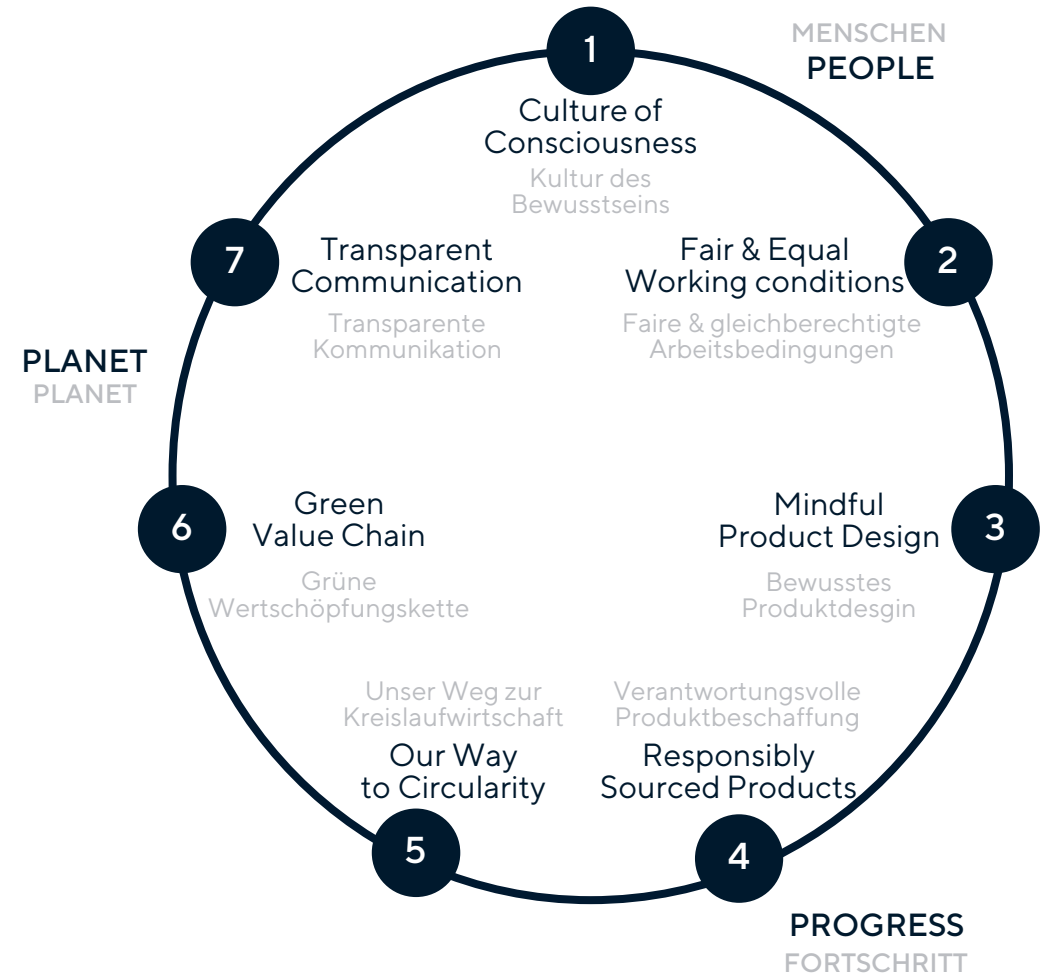 1
MENSCHEN
PEOPLE
Culture of
Consciousness
Kultur des
Bewusstseins
2
Fair & Equal
Working conditions
Faire & gleichberechtigte
Arbeitsbedingungen
3
Mindful
Product Design
Bewusstes
Produktdesgin
Verantwortungsvolle
Produktbeschaffung
Responsibly
Sourced Products
4
PROGRESS
FORTSCHRITT
Unser Weg zur
Kreislaufwirtschaft
Our Way
to Circularity
5
6
Green
Value Chain
Grüne
Wertschöpfungskette
PLANET
PLANET
7
Transparent
Communication
Transparente
Kommunikation